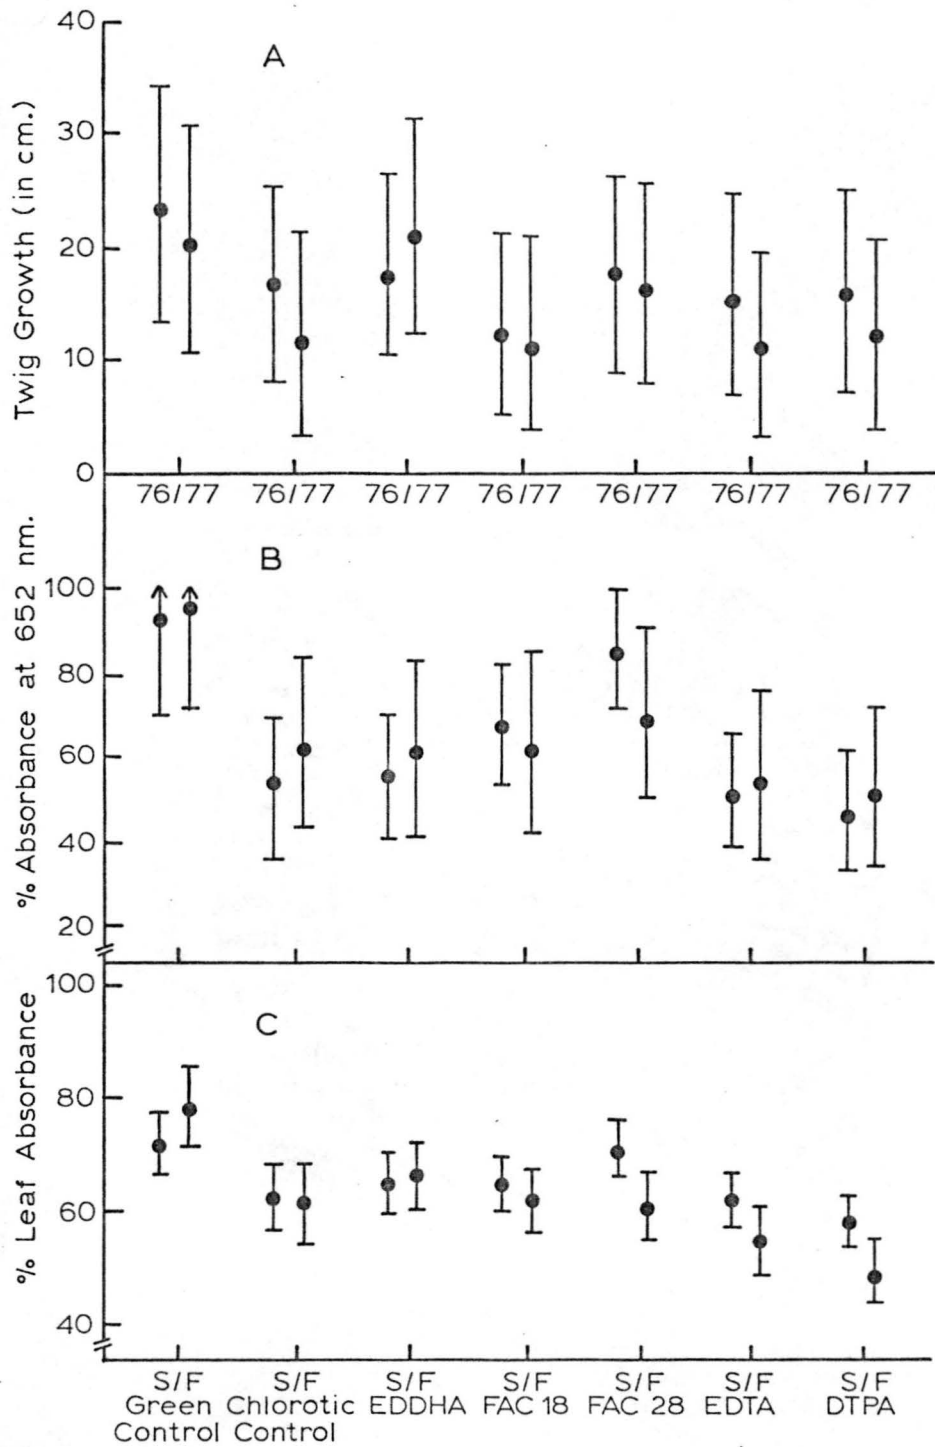 40
A
30
20
10
0
Twig Growth (in cm.)
76/77 76/77 76/77 76/77 76/77 76/77 76/77
B
100
80
60
40
20
% Absorbance at 652 nm.
100
C
80
60
40
% Leaf Absorbance
S/F S/F S/F S/F S/F S/F S/F
Green Chlorotic EDDHA FAC 18 FAC 28 EDTA DTPA
Control Control